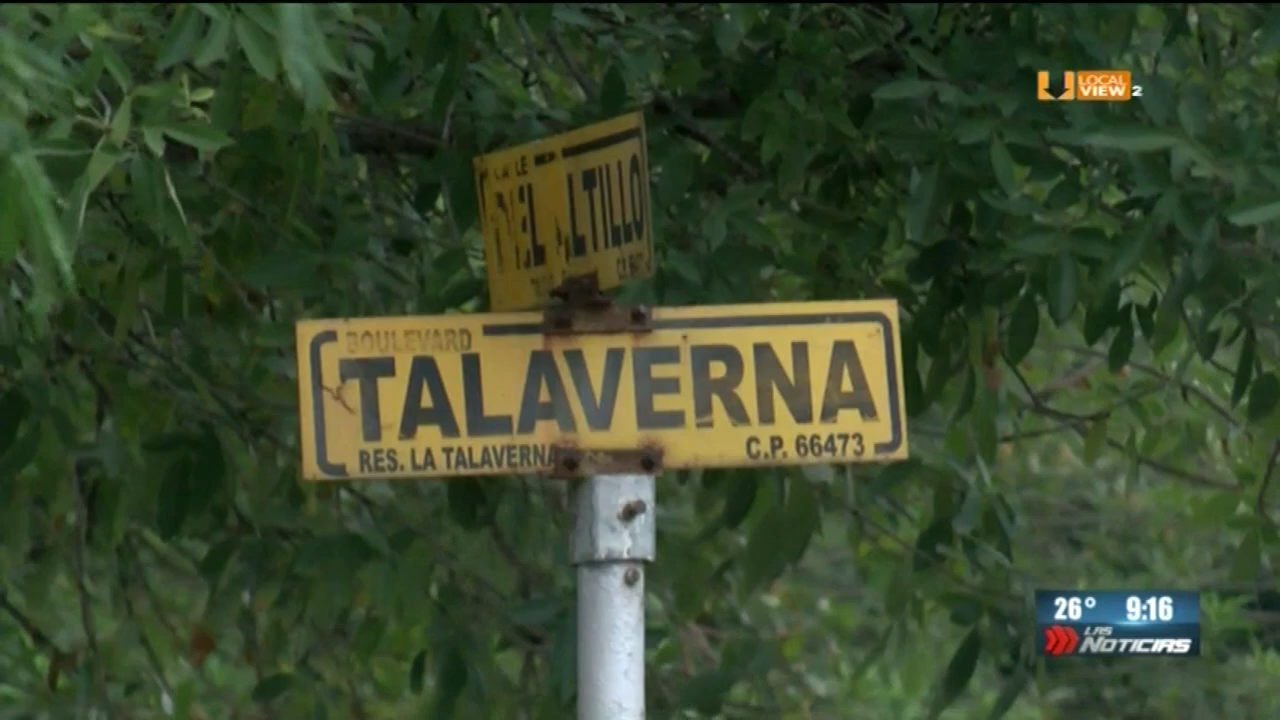 LOCAL
VIEW 2
ALTILLO
BOULEVARD
TALAVERNA
RES. LA TALAVERNA
C.P. 66473
26° 9:16
LAS
NOTICIAS